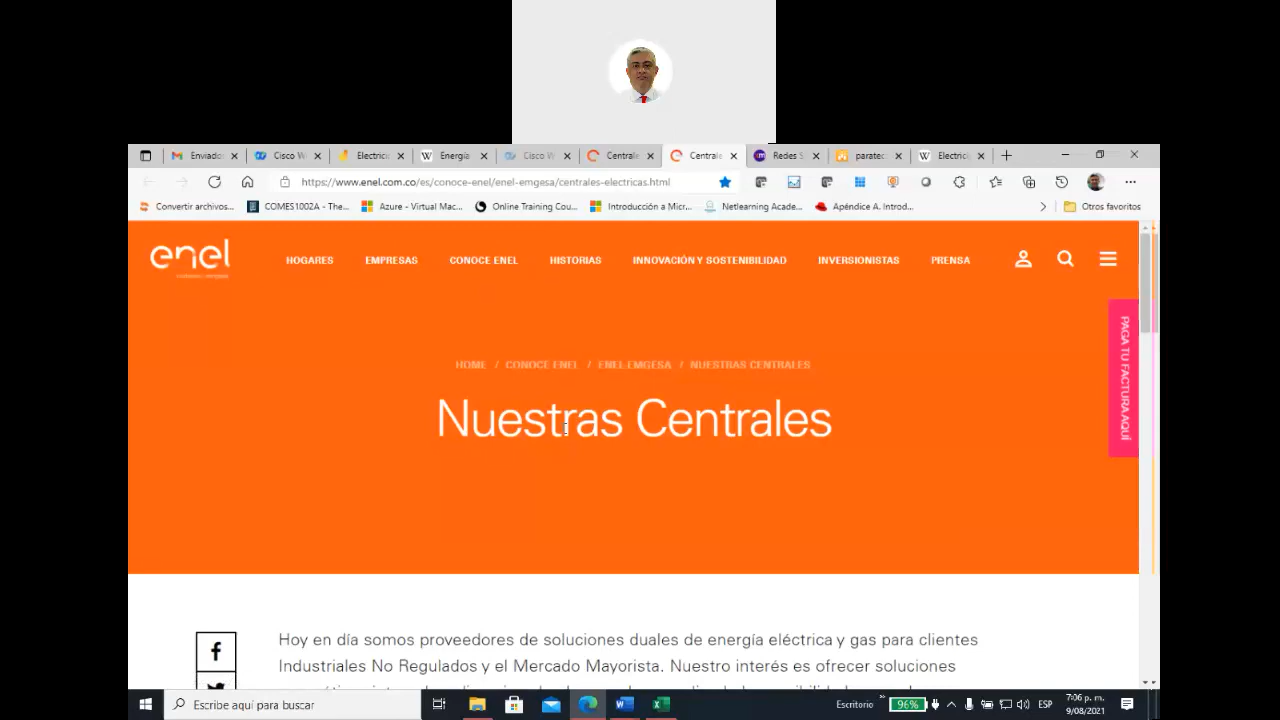 Enviado
Cisco W
Electrici
Energía
Cisco W
Centrale
Centrale
Redes S
paratec
Electrici
https://www.enel.com.co/es/conoce-enel/enel-emgesa/centrales-electricas.html
Convertir archivos...
COMES1002A - The...
Azure - Virtual Mac...
Online Training Cou...
Introducción a Micr...
Netlearning Acade...
Apéndice A. Introd...
Otros favoritos
enel
HOGARES
EMPRESAS
CONOCE ENEL
HISTORIAS
INNOVACIÓN Y SOSTENIBILIDAD
INVERSIONISTAS
PRENSA
PAGA TU FACTURA AQUÍ
HOME / CONOCE ENEL / ENEL-EMGESA / NUESTRAS CENTRALES
Nuestras Centrales
Hoy en día somos proveedores de soluciones duales de energía eléctrica y gas para clientes
Industriales No Regulados y el Mercado Mayorista. Nuestro interés es ofrecer soluciones
Escribe aquí para buscar
Escritorio
96%
ESP
7:06 p. m.
9/08/2021